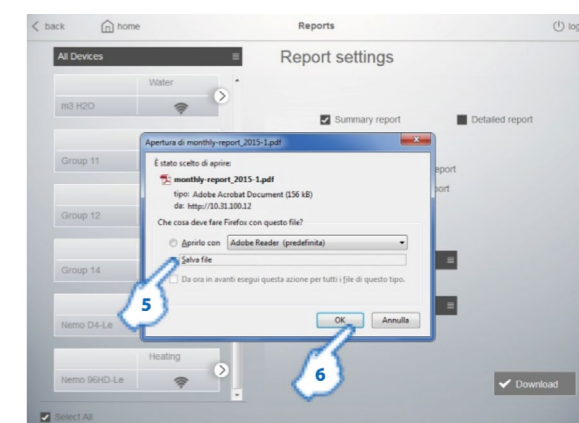 back
home
Reports
log
All Devices
Report settings
Water
m3 H2O
Summary report
Detailed report
Apertura di monthly-report_2015-1.pdf
È stato scelto di aprire:
monthly-report_2015-1.pdf
tipo: Adobe Acrobat Document (156 kB)
da: http://10.31.100.12
Che cosa deve fare Firefox con questo file?
Aprirlo con
Adobe Reader (predefinita)
Salva file
Da ora in avanti esegui questa azione per tutti i file di questo tipo.
OK
Annulla
5
6
Group 11
eport
port
Group 12
Group 14
Nemo D4-Le
Heating
Nemo 96HD-Le
Download
Select All